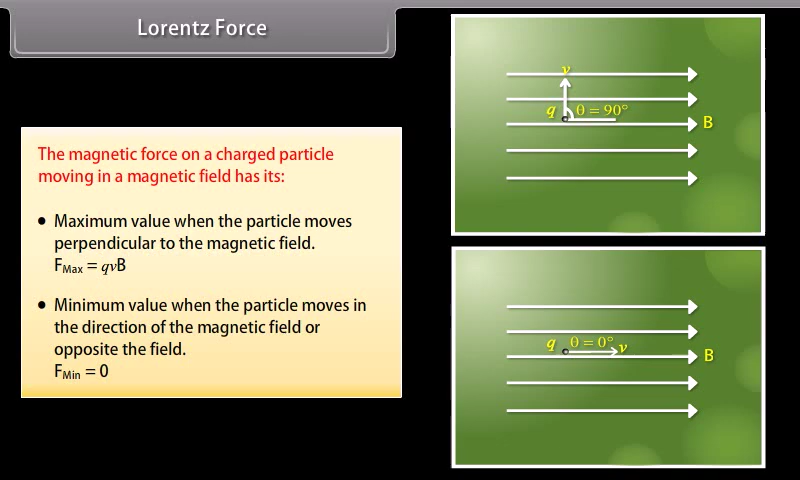 Lorentz Force
The magnetic force on a charged particle
moving in a magnetic field has its:
• Maximum value when the particle moves
perpendicular to the magnetic field.
FMax = qvB
• Minimum value when the particle moves in
the direction of the magnetic field or
opposite the field.
FMin = 0
v
q θ = 90°
B
q θ = 0° v
B